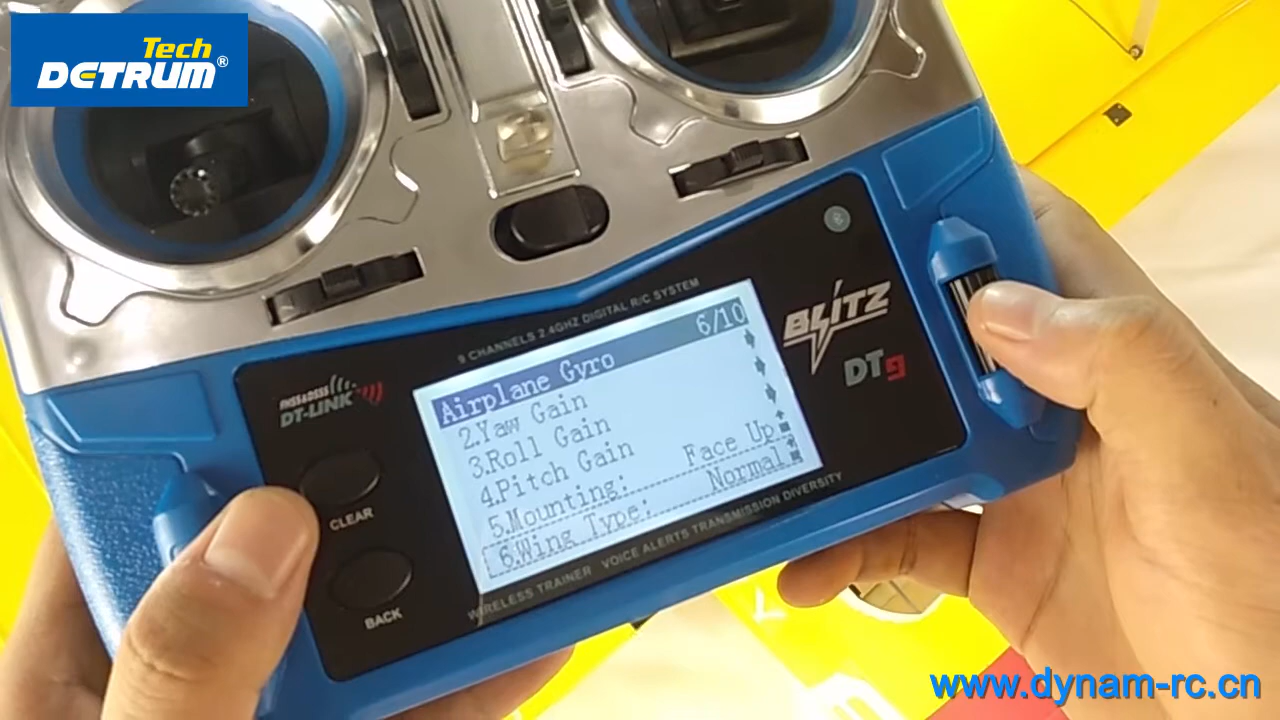 Tech
DETRUM®
9 CHANNELS 2.4GHZ DIGITAL R/C SYSTEM
BLITZ
DT9
FHSS&DSSS
DT-LINK
Airplane Gyro 6/10
2.Yaw Gain
3.Roll Gain
4.Pitch Gain
5.Mounting: Face Up
6.Wing Type: Normal
CLEAR
BACK
WIRELESS TRAINER VOICE ALERTS TRANSMISSION DIVERSITY
www.dynam-rc.cn